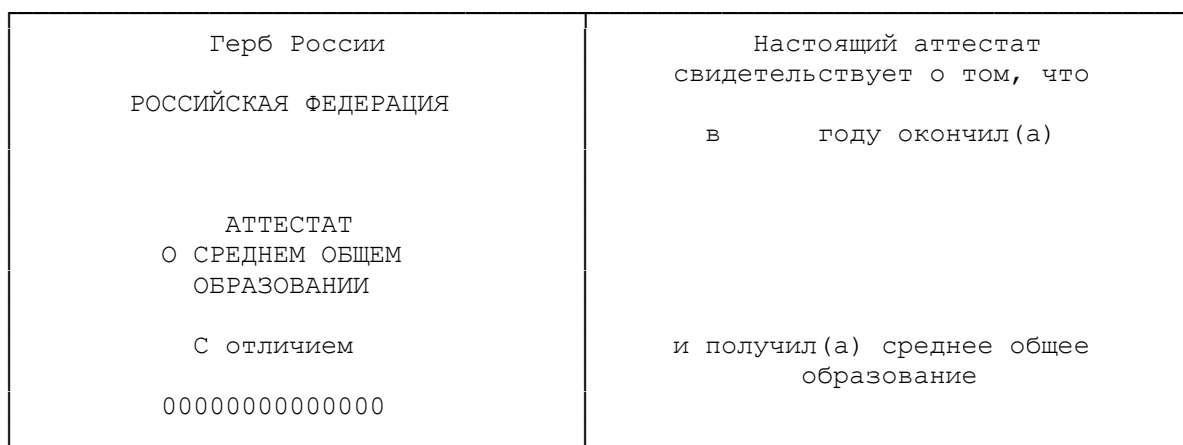 Герб России
РОССИЙСКАЯ ФЕДЕРАЦИЯ
АТТЕСТАТ
О СРЕДНЕМ ОБЩЕМ
ОБРАЗОВАНИИ
С отличием
00000000000000
Настоящий аттестат
свидетельствует о том, что
в году окончил(а)
и получил(а) среднее общее
образование